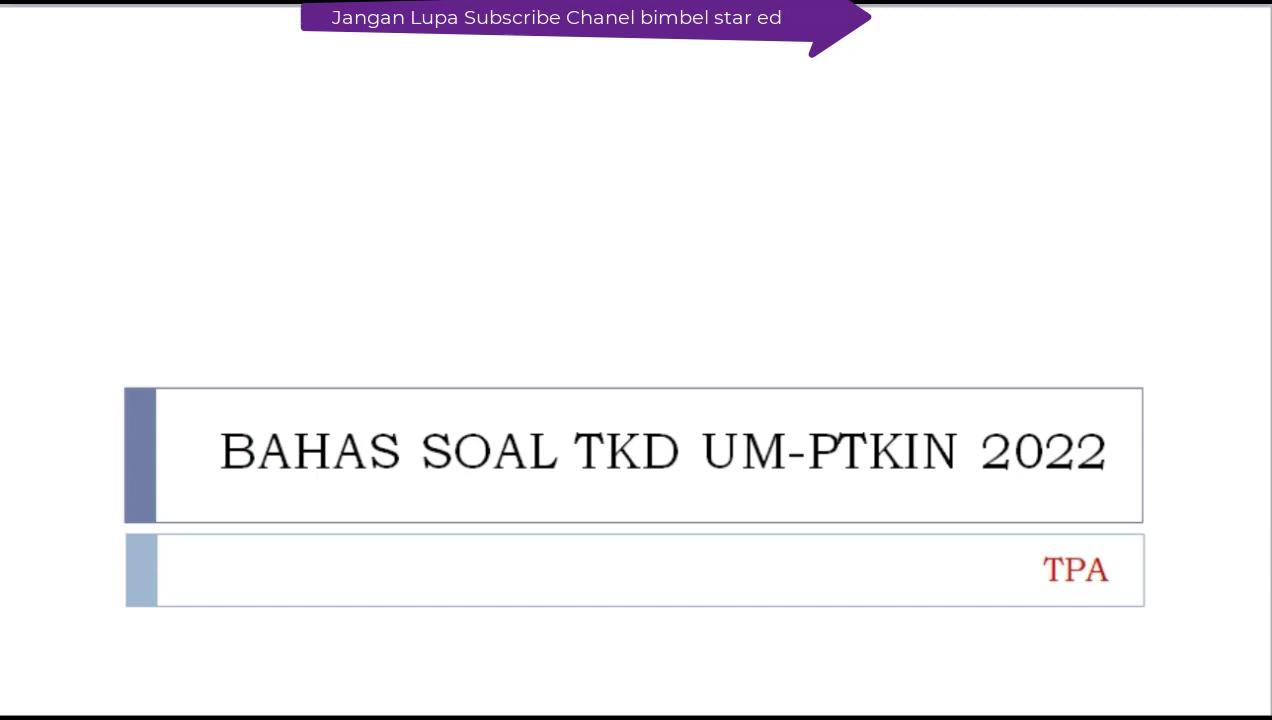 Jangan Lupa Subscribe Chanel bimbel star ed
BAHAS SOAL TKD UM-PTKIN 2022
TPA